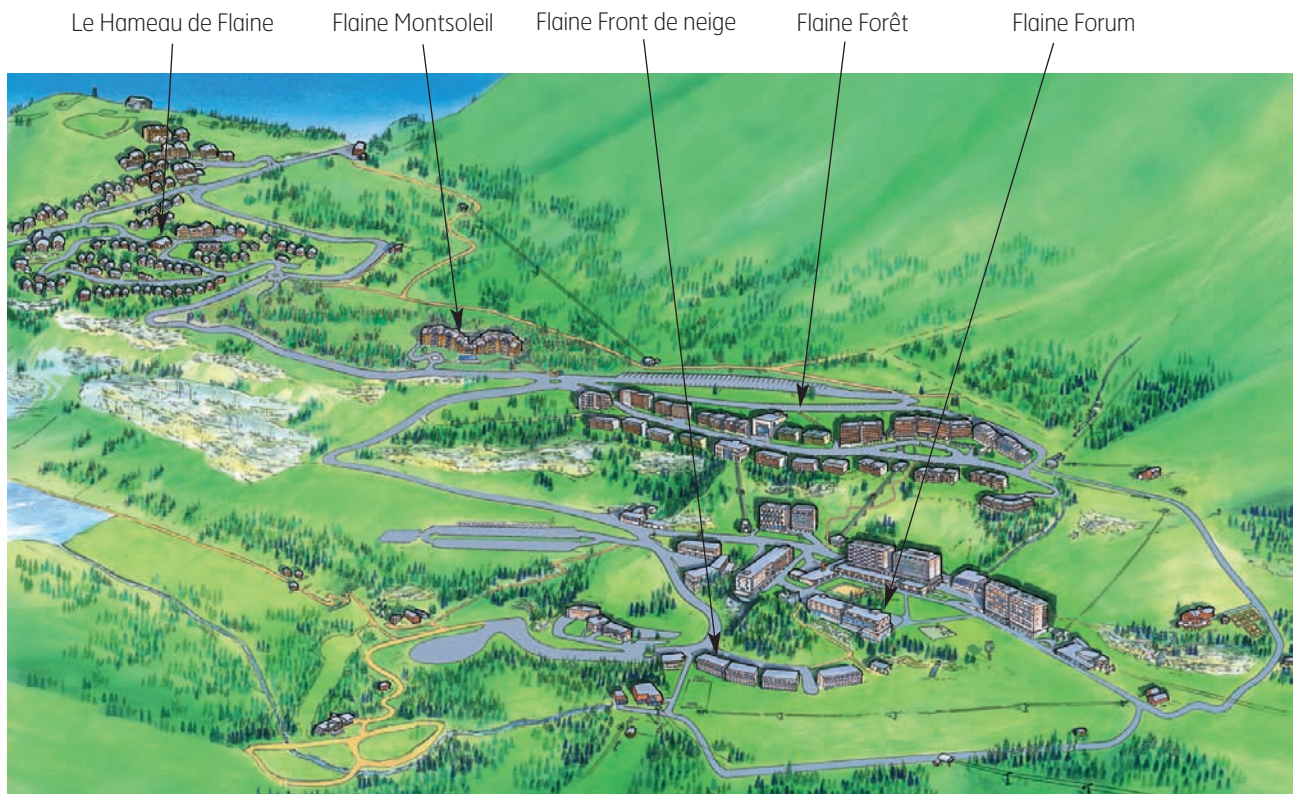 Le Hameau de Flaine
Flaine Montsoleil
Flaine Front de neige
Flaine Forêt
Flaine Forum